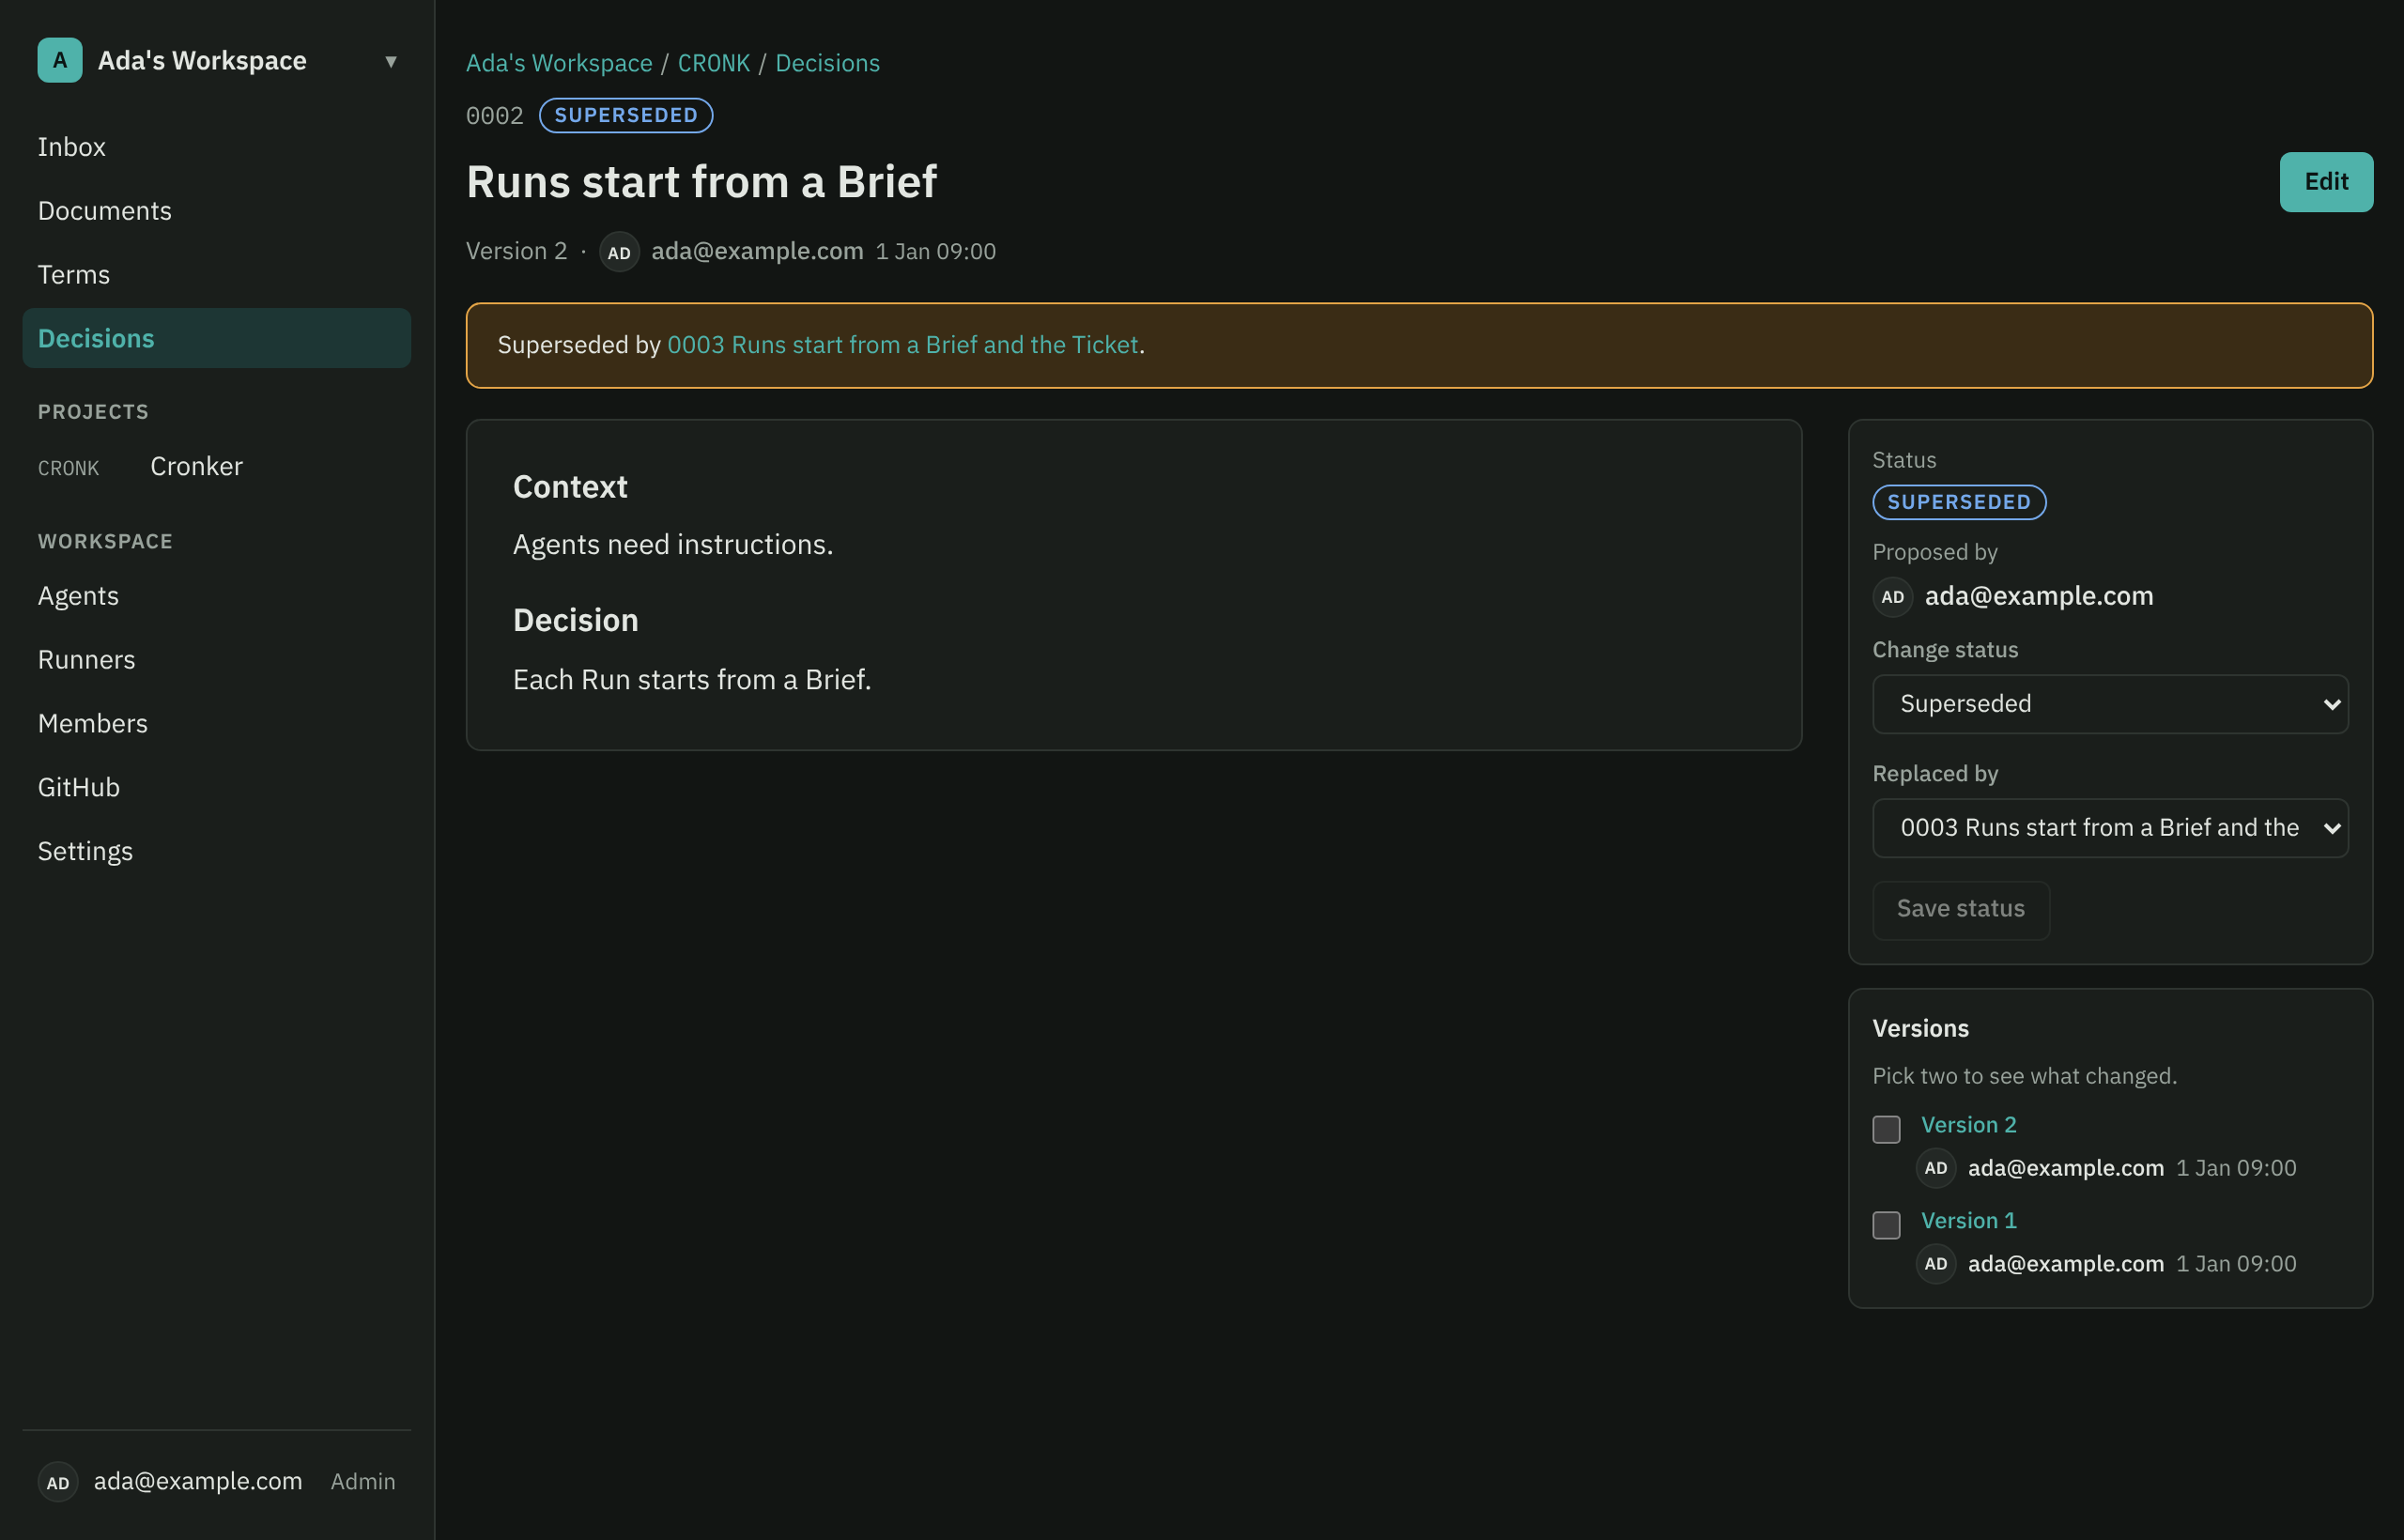 A Ada's Workspace ▼
Inbox
Documents
Terms
Decisions
PROJECTS
CRONK Cronker
WORKSPACE
Agents
Runners
Members
GitHub
Settings
AD ada@example.com Admin
Ada's Workspace / CRONK / Decisions
0002 SUPERSEDED
Runs start from a Brief
Edit
Version 2 · AD ada@example.com 1 Jan 09:00
Superseded by 0003 Runs start from a Brief and the Ticket.
Context
Agents need instructions.
Decision
Each Run starts from a Brief.
Status
SUPERSEDED
Proposed by
AD ada@example.com
Change status
Superseded
Replaced by
0003 Runs start from a Brief and the
Save status
Versions
Pick two to see what changed.
Version 2
AD ada@example.com 1 Jan 09:00
Version 1
AD ada@example.com 1 Jan 09:00